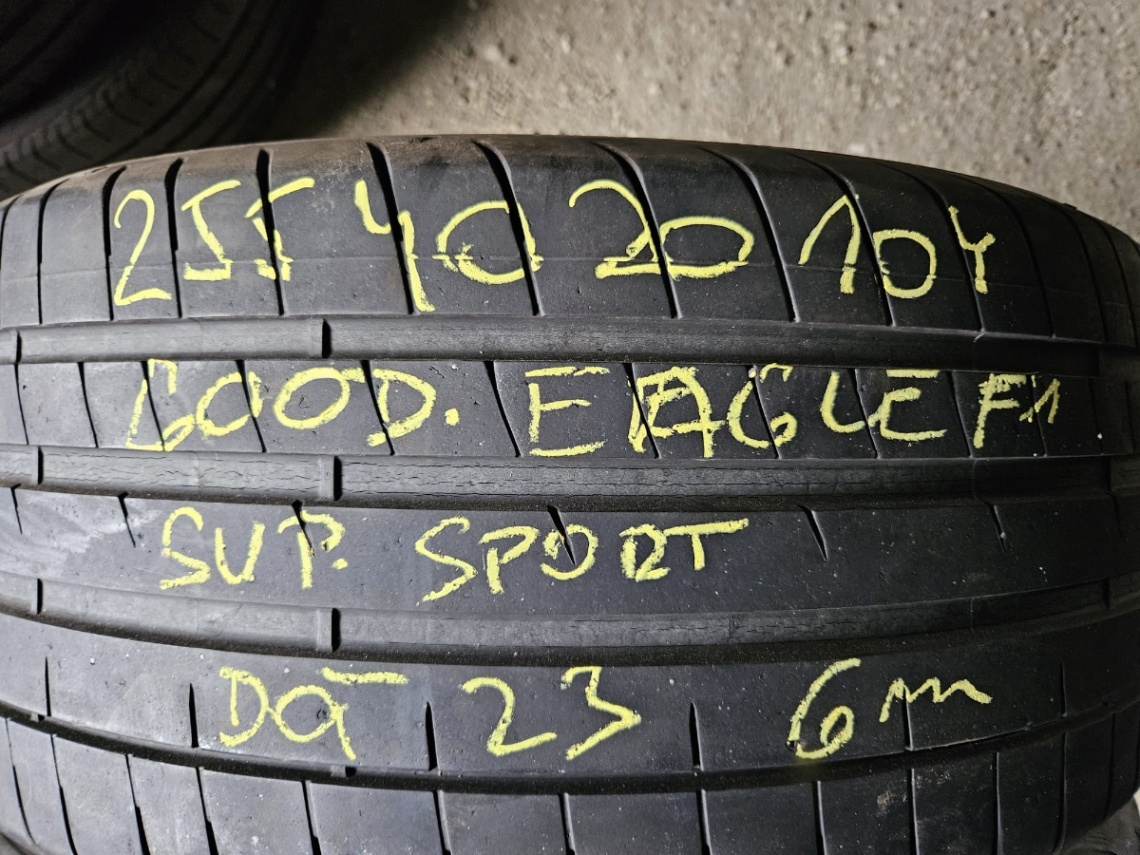 255 40 20 104
GOOD. EAGLE F1
SUP. SPORT
DOT 23 6mm